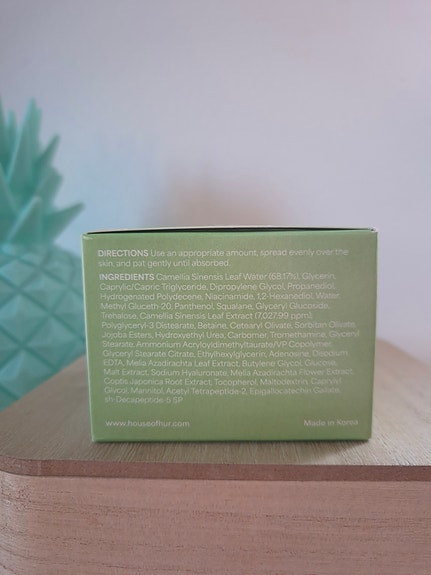 DIRECTIONS Use an appropriate amount, spread evenly over the
skin, and pat gently until absorbed.
INGREDIENTS Camellia Sinensis Leaf Water (68.17%), Glycerin,
Caprylic/Capric Triglyceride, Dipropylene Glycol, Propanediol,
Hydrogenated Polydecene, Niacinamide, 1,2-Hexanediol, Water,
Methyl Gluceth-20, Panthenol, Squalane, Glyceryl Glucoside,
Trehalose, Camellia Sinensis Leaf Extract (7,027.99 ppm),
Polyglyceryl-3 Distearate, Betaine, Cetearyl Olivate, Sorbitan Olivate,
Jojoba Esters, Hydroxyethyl Urea, Carbomer, Tromethamine, Glyceryl
Stearate, Ammonium Acryloyldimethyltaurate/VP Copolymer,
Glyceryl Stearate Citrate, Ethylhexylglycerin, Adenosine, Disodium
EDTA, Melia Azadirachta Leaf Extract, Butylene Glycol, Glucose,
Malt Extract, Sodium Hyaluronate, Melia Azadirachta Flower Extract,
Coptis Japonica Root Extract, Tocopherol, Maltodextrin, Caprylyl
Glycol, Mannitol, Acetyl Tetrapeptide-2, Epigallocatechin Gallate,
sh-Decapeptide-5 SP
www.houseofhur.com
Made in Korea